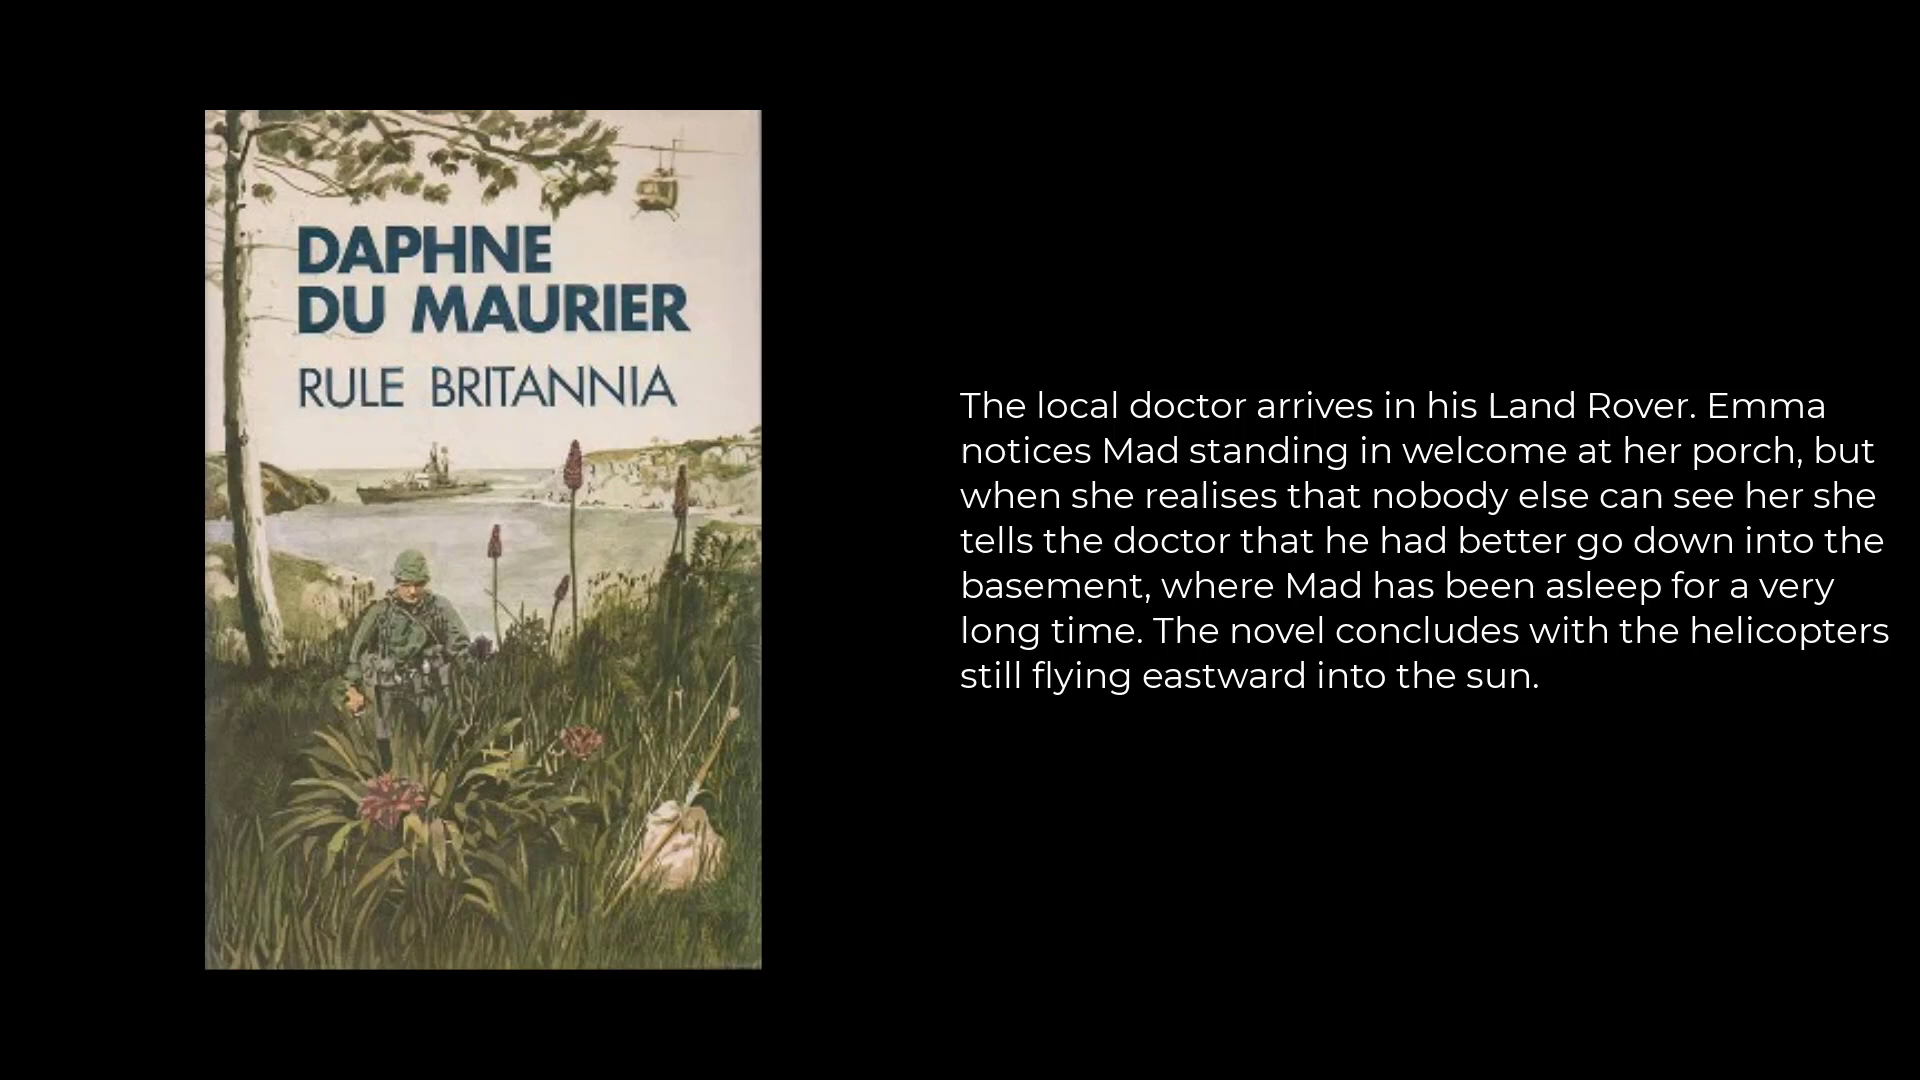 DAPHNE
DU MAURIER
RULE BRITANNIA
The local doctor arrives in his Land Rover. Emma
notices Mad standing in welcome at her porch, but
when she realises that nobody else can see her she
tells the doctor that he had better go down into the
basement, where Mad has been asleep for a very
long time. The novel concludes with the helicopters
still flying eastward into the sun.